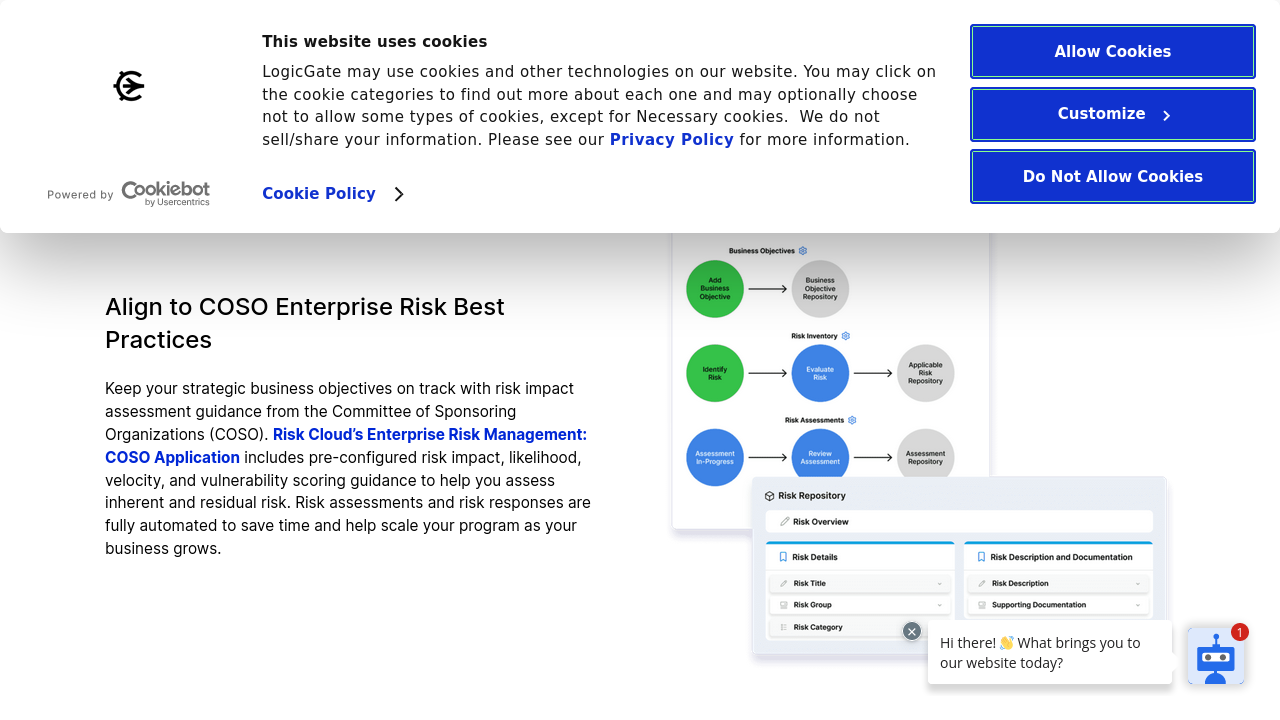 This website uses cookies
LogicGate may use cookies and other technologies on our website. You may click on
the cookie categories to find out more about each one and may optionally choose
not to allow some types of cookies, except for Necessary cookies.  We do not
sell/share your information. Please see our Privacy Policy for more information.
Cookie Policy
Powered by Cookiebot
by Usercentrics
Allow Cookies
Customize
Do Not Allow Cookies
Align to COSO Enterprise Risk Best
Practices
Keep your strategic business objectives on track with risk impact
assessment guidance from the Committee of Sponsoring
Organizations (COSO). Risk Cloud’s Enterprise Risk Management:
COSO Application includes pre-configured risk impact, likelihood,
velocity, and vulnerability scoring guidance to help you assess
inherent and residual risk. Risk assessments and risk responses are
fully automated to save time and help scale your program as your
business grows.
Business Objectives
Add
Business
Objective
Business
Objective
Repository
Risk Inventory
Identify
Risk
Evaluate
Risk
Applicable
Risk
Repository
Risk Assessments
Assessment
In-Progress
Review
Assessment
Assessment
Repository
Risk Repository
Risk Overview
Risk Details
Risk Title
Risk Group
Risk Category
Risk Description and Documentation
Risk Description
Supporting Documentation
Hi there! 👋 What brings you to
our website today?
1